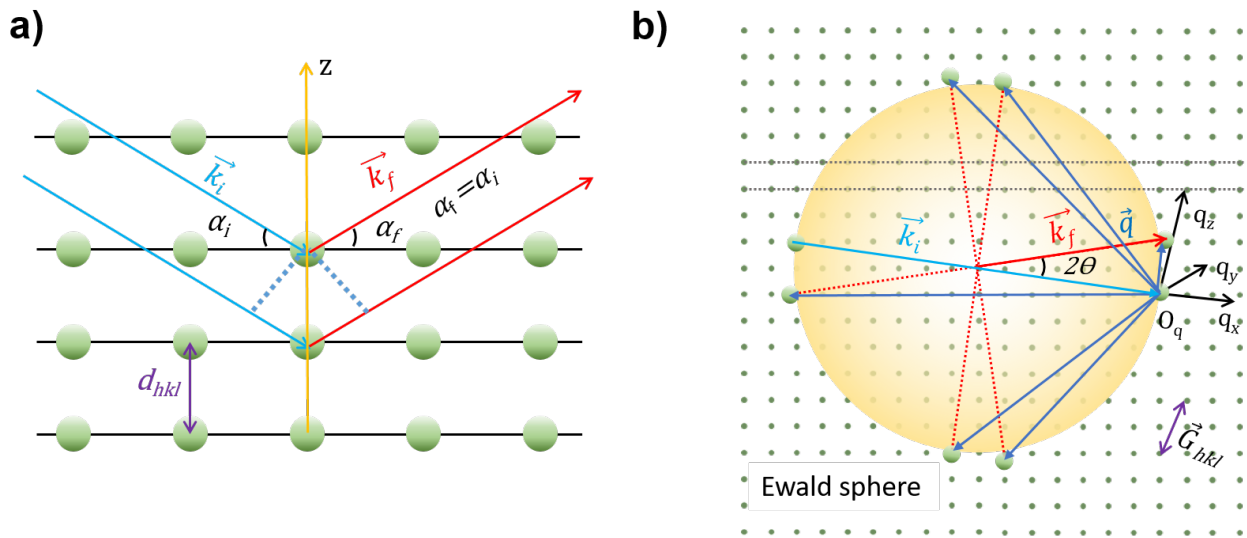 a)
z
k_i
k_f
α_f = α_i
α_i
α_f
d_hkl
b)
k_i
k_f
q
q_z
2θ
q_y
O_q
q_x
G_hkl
Ewald sphere